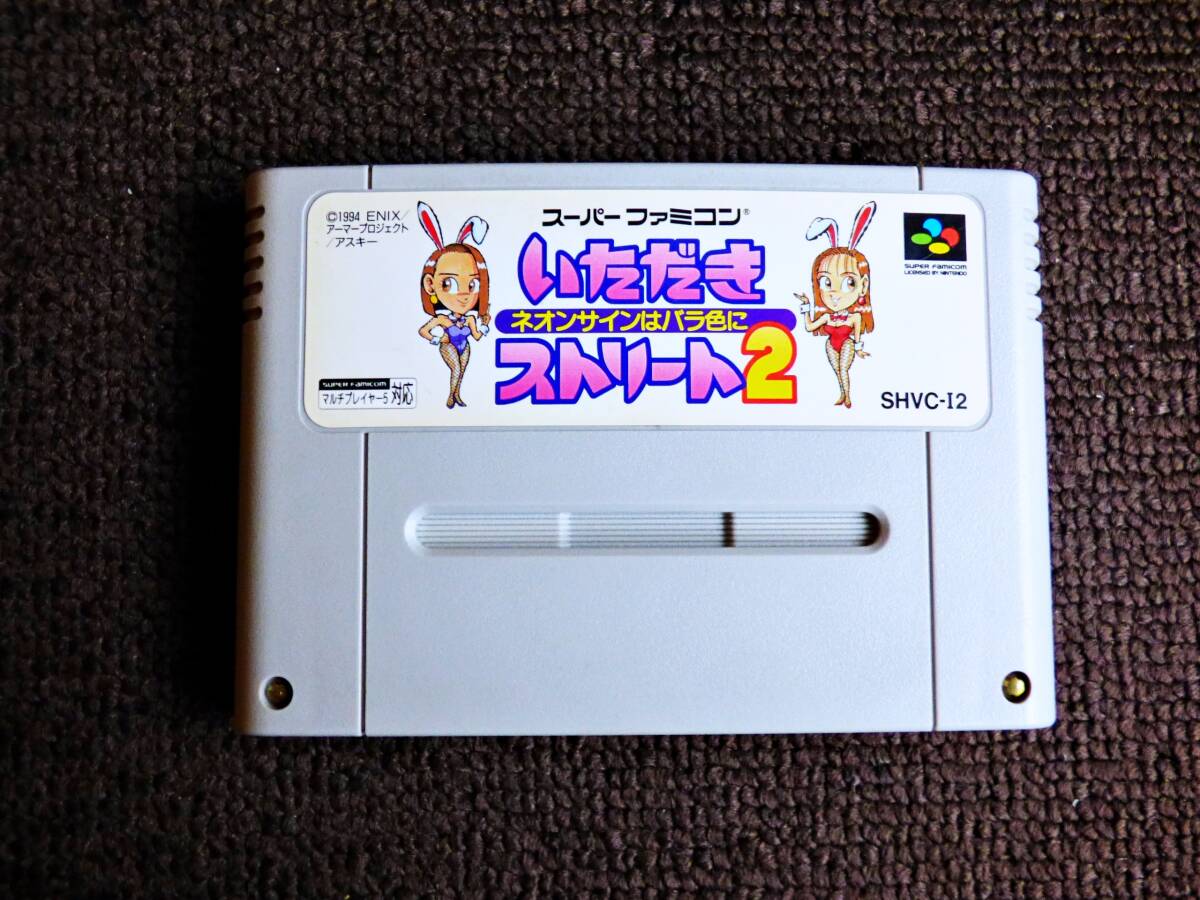 ©1994 ENIX/
アーマープロジェクト
/アスキー
スーパーファミコン®
いただき
ネオンサインはバラ色に
ストリート2
SUPER FAMICOM
LICENSED BY NINTENDO
SUPER FAMICOM
マルチプレイヤー5対応
SHVC-I2